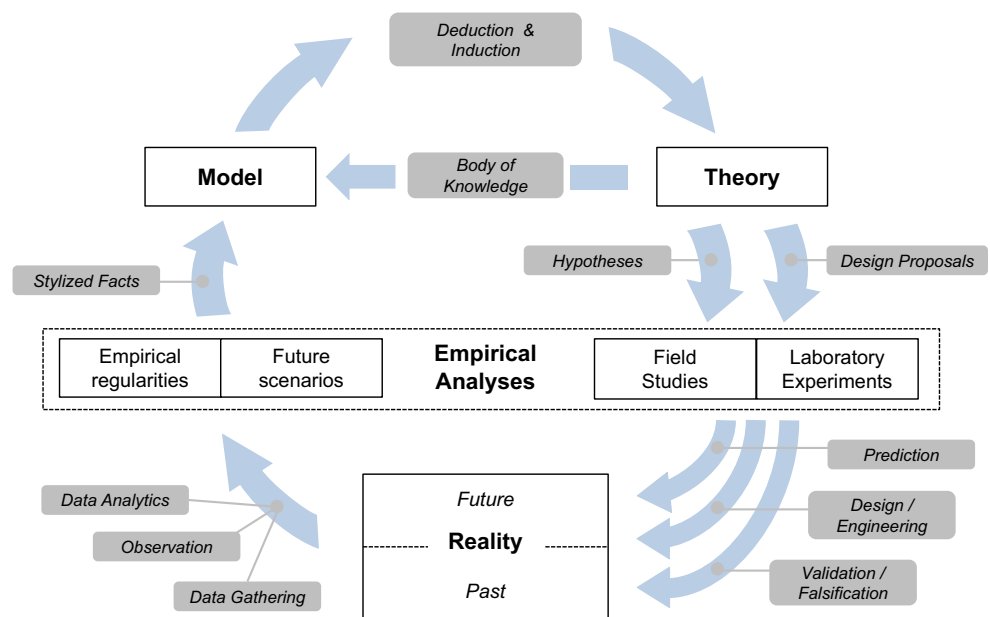 Deduction &
Induction
Model
Body of
Knowledge
Theory
Stylized Facts
Hypotheses
Design Proposals
Empirical
regularities
Future
scenarios
Empirical
Analyses
Field
Studies
Laboratory
Experiments
Data Analytics
Observation
Data Gathering
Future
Reality
Past
Prediction
Design /
Engineering
Validation /
Falsification